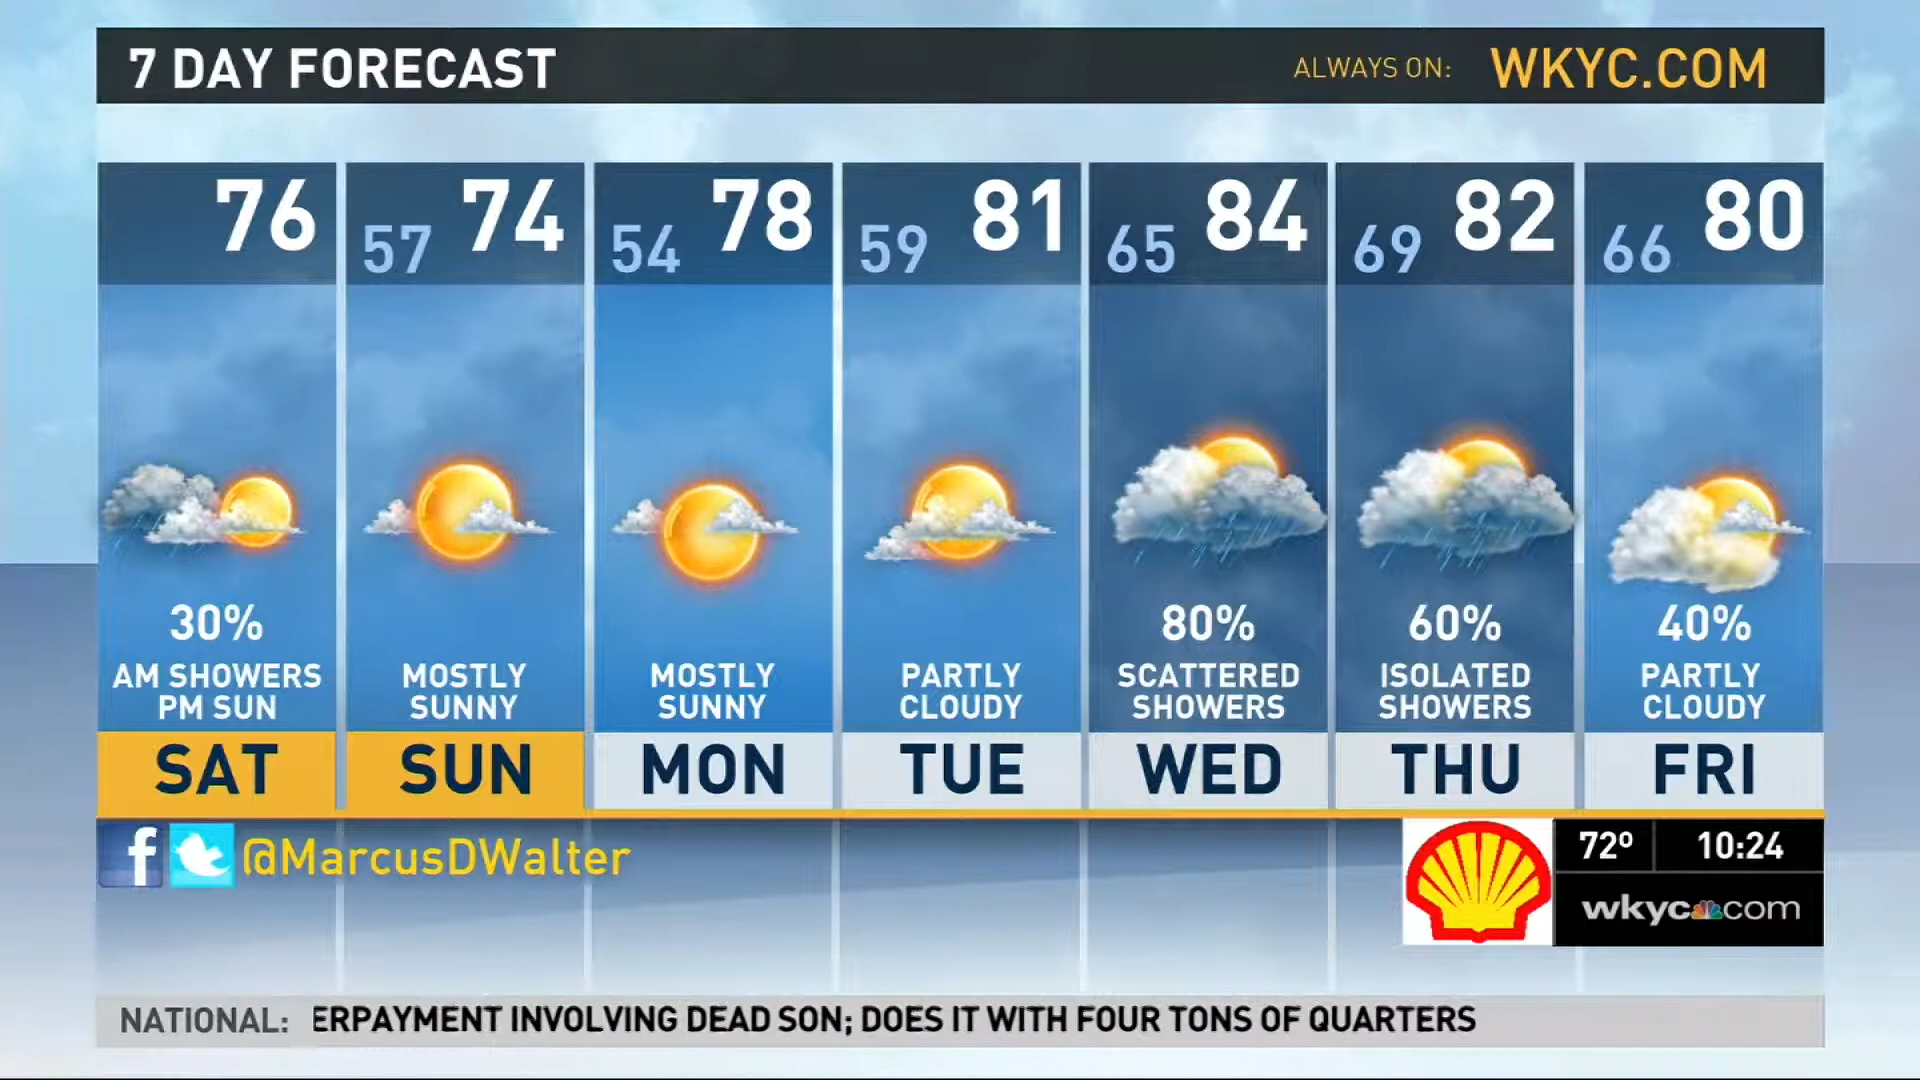 7 DAY FORECAST
ALWAYS ON: WKYC.COM
76
57 74
54 78
59 81
65 84
69 82
66 80
30%
AM SHOWERS
PM SUN
MOSTLY
SUNNY
MOSTLY
SUNNY
PARTLY
CLOUDY
80%
SCATTERED
SHOWERS
60%
ISOLATED
SHOWERS
40%
PARTLY
CLOUDY
SAT
SUN
MON
TUE
WED
THU
FRI
f @MarcusDWalter
72º 10:24
wkyc.com
NATIONAL: ERPAYMENT INVOLVING DEAD SON; DOES IT WITH FOUR TONS OF QUARTERS